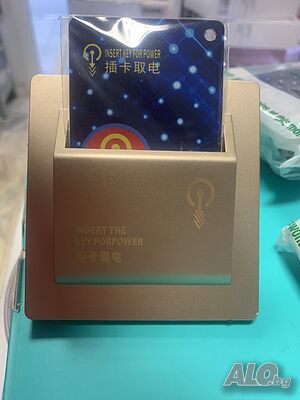 INSERT KEY FOR POWER
插卡取电
INSERT THE
KEY FORPOWER
插卡取电
ALO.bg